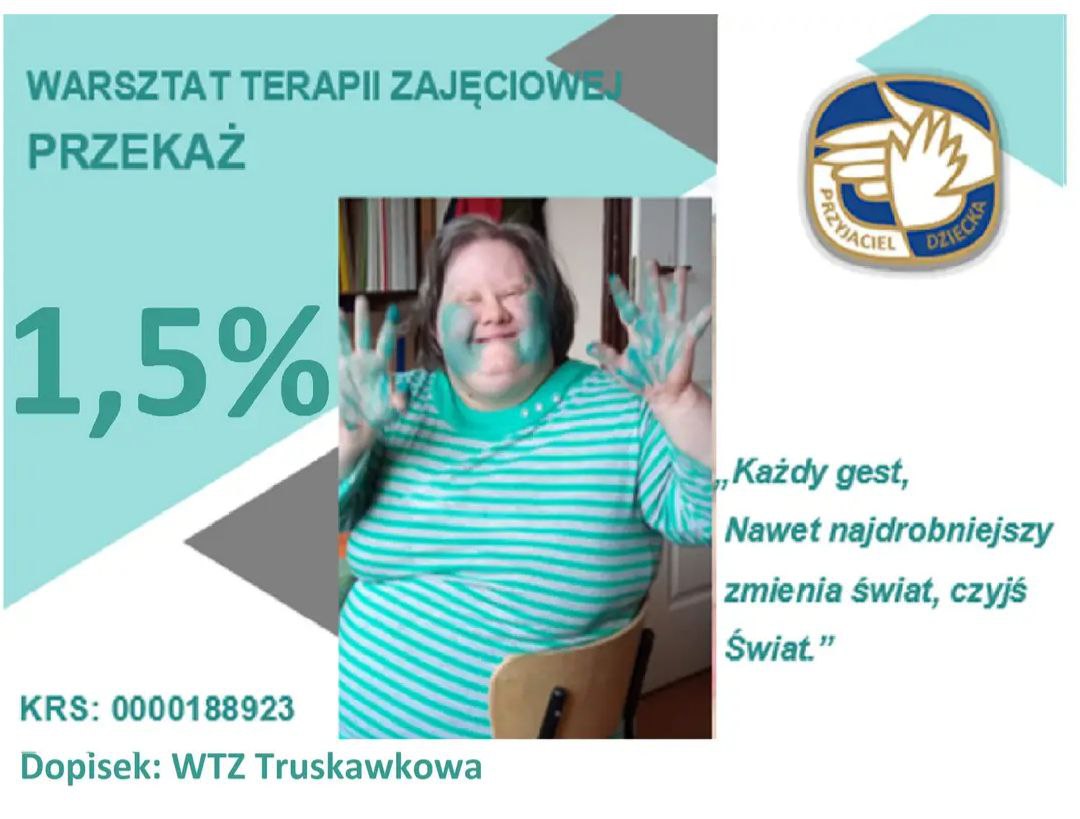 WARSZTAT TERAPII ZAJĘCIOWEJ
PRZEKAŻ
PRZYJACIEL DZIECKA
1,5%
„Każdy gest,
Nawet najdrobniejszy
zmienia świat, czyjś
Świat.”
KRS: 0000188923
Dopisek: WTZ Truskawkowa